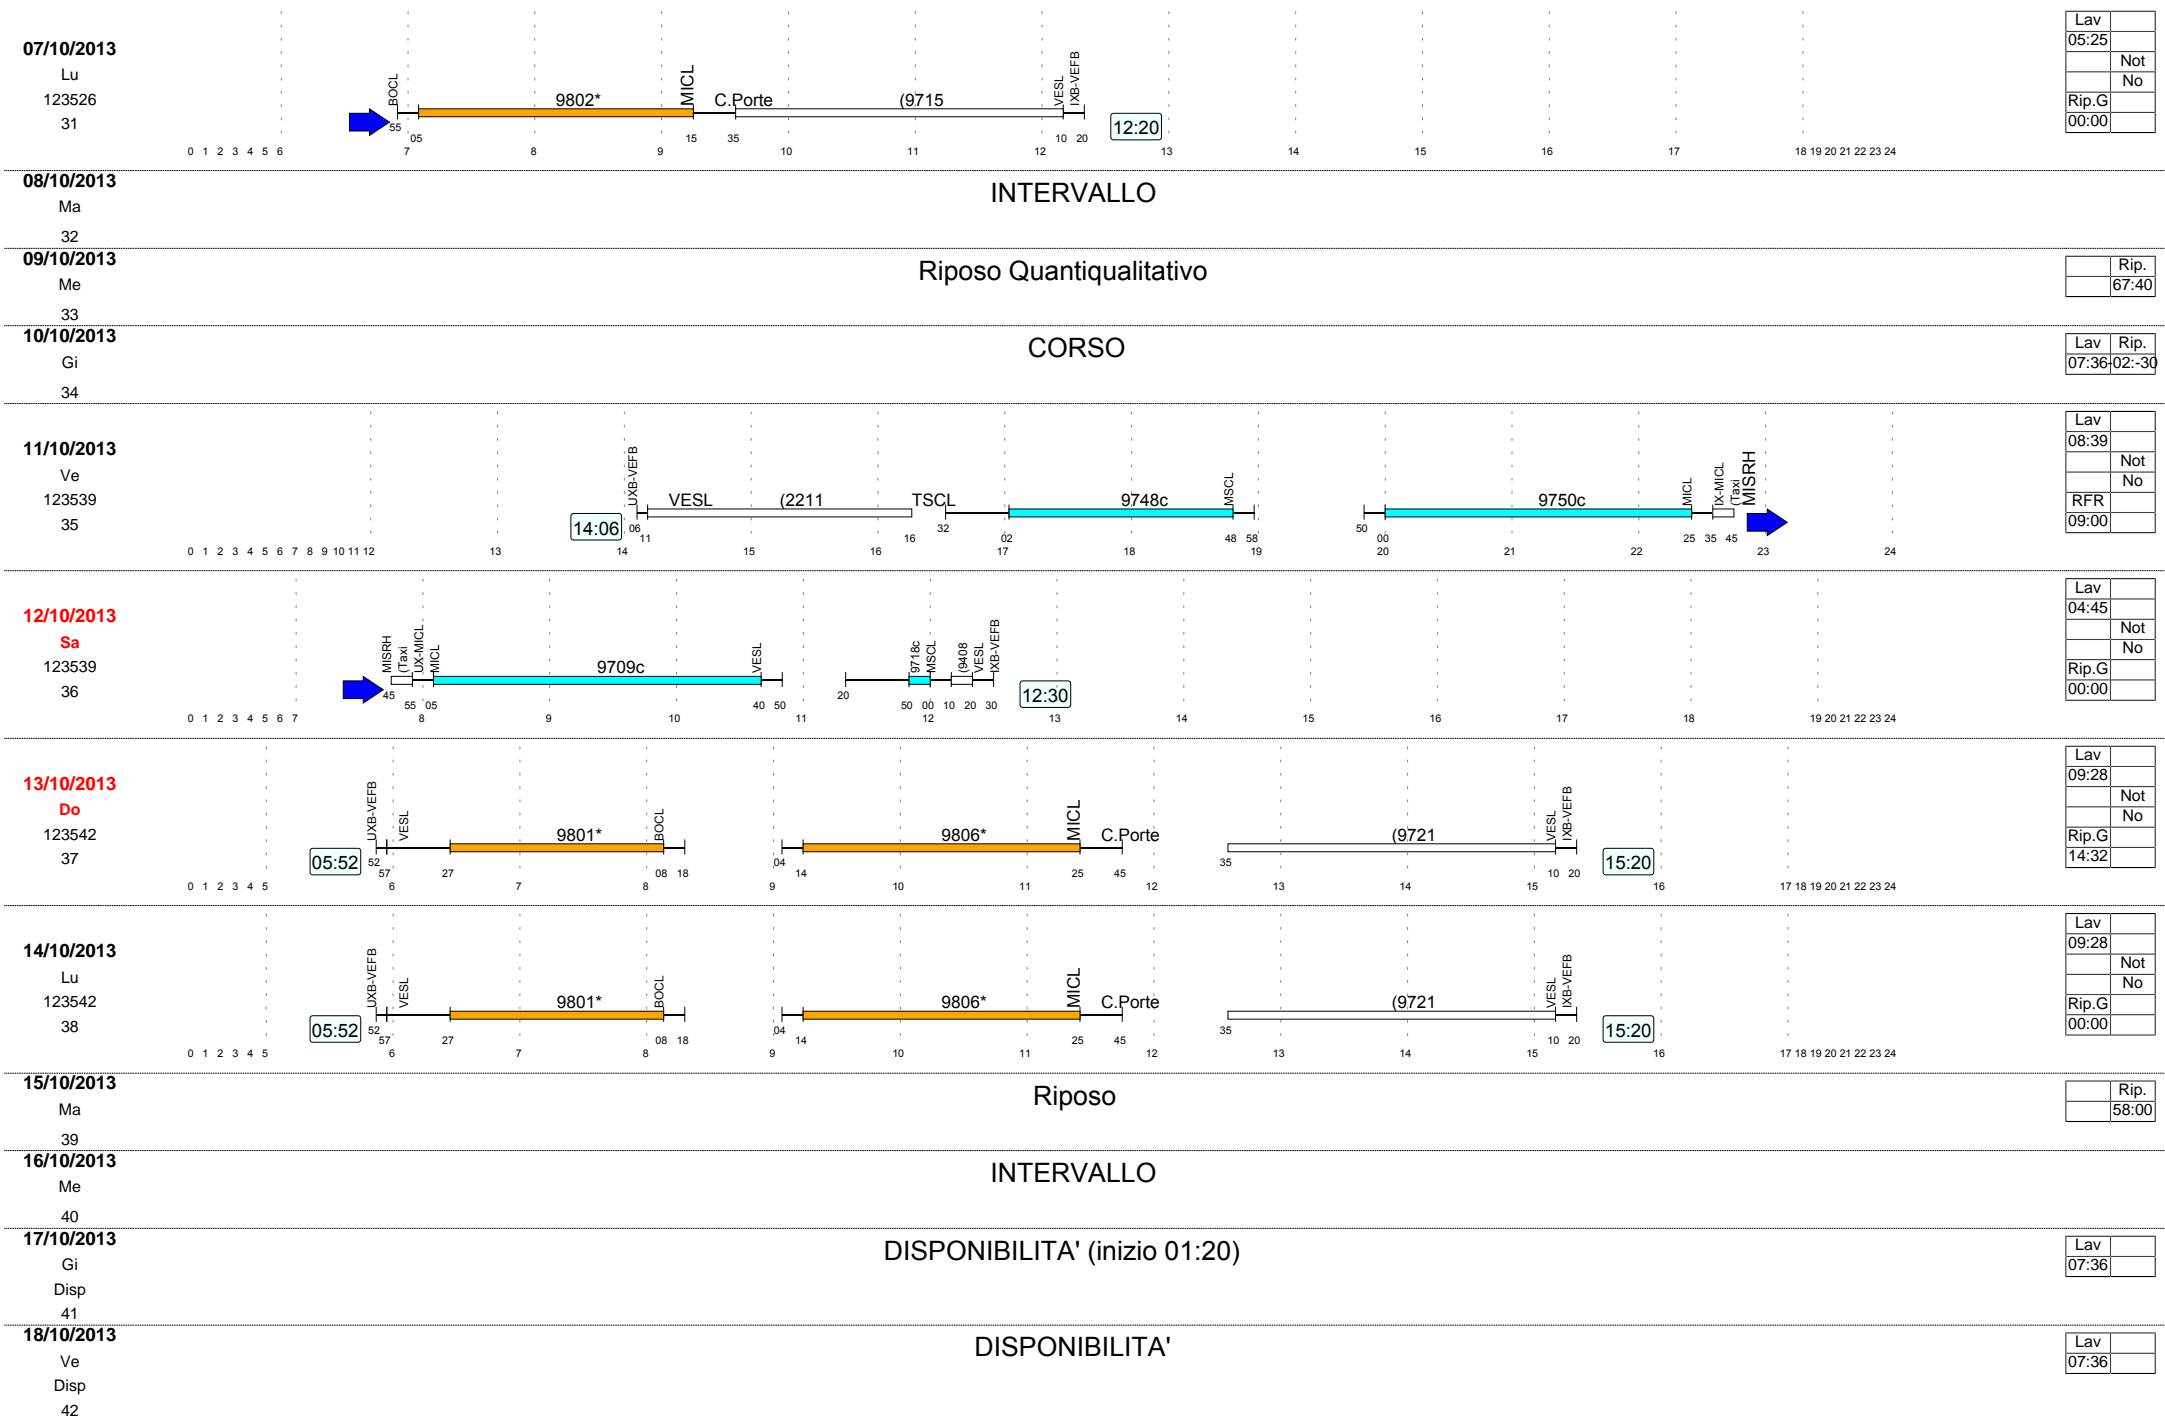 07/10/2013
Lu
123526
31
BOCL
9802*
MICL
C.Porte
(9715
VESL
IXB-VEFB
55
05
15
35
10
20
12:20
0 1 2 3 4 5 6 7 8 9 10 11 12 13 14 15 16 17 18 19 20 21 22 23 24
Lav
05:25
Not
No
Rip.G
00:00
08/10/2013
Ma
32
INTERVALLO
09/10/2013
Me
33
Riposo Quantiqualitativo
Rip.
67:40
10/10/2013
Gi
34
CORSO
Lav Rip.
07:36 -02:-30
11/10/2013
Ve
123539
35
14:06
UXB-VEFB
VESL
(2211
TSCL
9748c
MSCL
9750c
MICL
IX-MICL
(Taxi
MISRH
06
11
16
32
02
48
58
50
00
25
35
45
0 1 2 3 4 5 6 7 8 9 10 11 12 13 14 15 16 17 18 19 20 21 22 23 24
Lav
08:39
Not
No
RFR
09:00
12/10/2013
Sa
123539
36
MISRH
(Taxi
UX-MICL
MICL
9709c
VESL
9718c
MSCL
(9408
VESL
IXB-VEFB
45
55
05
40
50
20
50
00
10
20
30
12:30
0 1 2 3 4 5 6 7 8 9 10 11 12 13 14 15 16 17 18 19 20 21 22 23 24
Lav
04:45
Not
No
Rip.G
00:00
13/10/2013
Do
123542
37
05:52
UXB-VEFB
VESL
9801*
BOCL
9806*
MICL
C.Porte
(9721
VESL
IXB-VEFB
52
57
27
08
18
04
14
25
45
35
10
20
15:20
0 1 2 3 4 5 6 7 8 9 10 11 12 13 14 15 16 17 18 19 20 21 22 23 24
Lav
09:28
Not
No
Rip.G
14:32
14/10/2013
Lu
123542
38
05:52
UXB-VEFB
VESL
9801*
BOCL
9806*
MICL
C.Porte
(9721
VESL
IXB-VEFB
52
57
27
08
18
04
14
25
45
35
10
20
15:20
0 1 2 3 4 5 6 7 8 9 10 11 12 13 14 15 16 17 18 19 20 21 22 23 24
Lav
09:28
Not
No
Rip.G
00:00
15/10/2013
Ma
39
Riposo
Rip.
58:00
16/10/2013
Me
40
INTERVALLO
17/10/2013
Gi
Disp
41
DISPONIBILITA' (inizio 01:20)
Lav
07:36
18/10/2013
Ve
Disp
42
DISPONIBILITA'
Lav
07:36